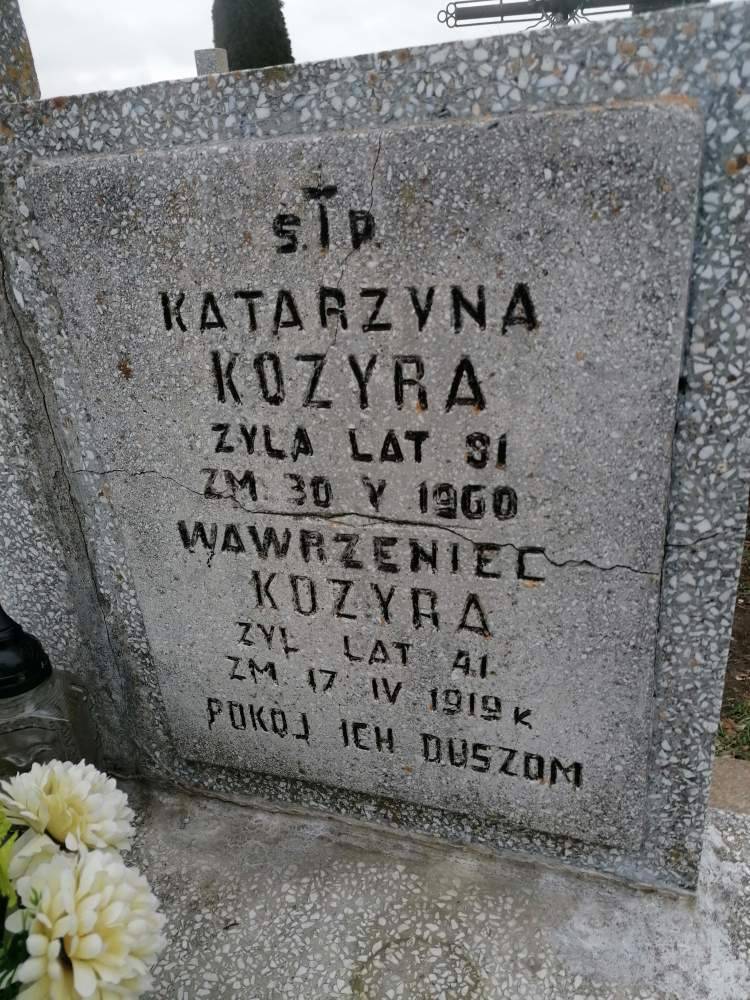 Ś.†P.
KATARZYNA
KOZYRA
ZYLA LAT 81
ZM 30 V 1960
WAWRZENIEC
KOZYRA
ZYŁ LAT 41
ZM 17 IV 1919 K
POKOJ ICH DUSZOM